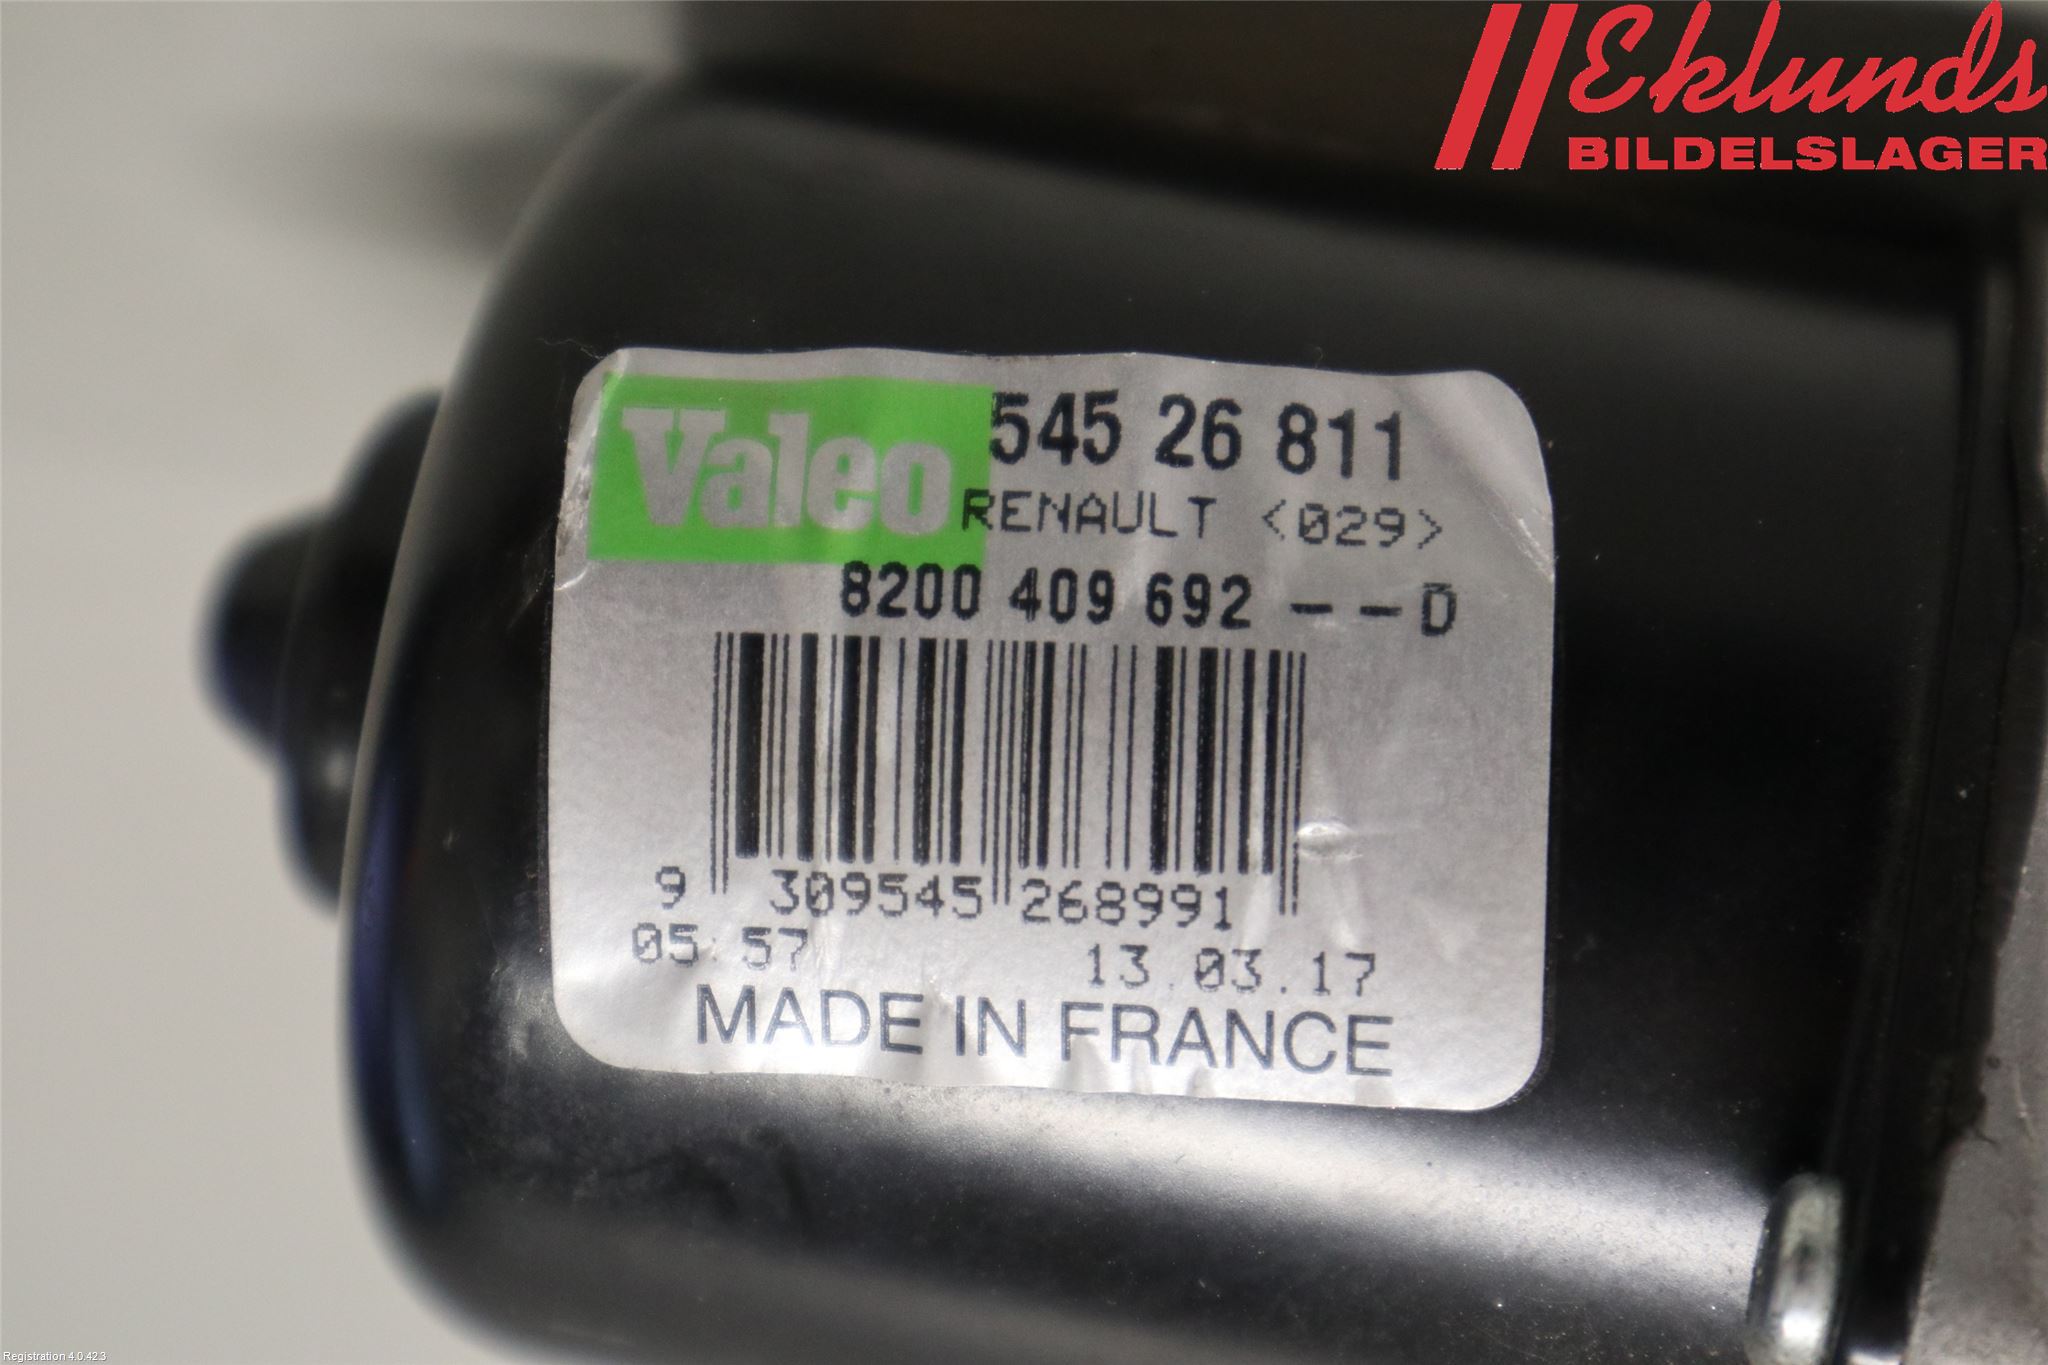 Eklunds
BILDELSLAGER
Valeo 545 26 811
RENAULT <029>
8200 409 692 --D
9 309545 268991
05:57 13.03.17
MADE IN FRANCE
Registration 4.0.42.3